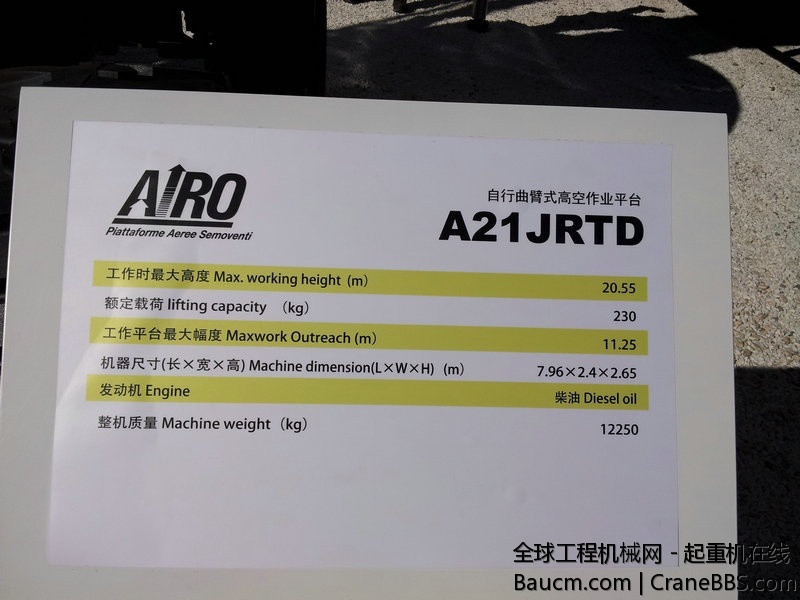 AIRO
Piattaforme Aeree Semoventi
自行曲臂式高空作业平台
A21JRTD
工作时最大高度 Max. working height (m) 20.55
额定载荷 lifting capacity (kg) 230
工作平台最大幅度 Maxwork Outreach (m) 11.25
机器尺寸(长×宽×高) Machine dimension(L×W×H) (m) 7.96×2.4×2.65
发动机 Engine 柴油 Diesel oil
整机质量 Machine weight (kg) 12250
全球工程机械网 - 起重机在线
Baucm.com | CraneBBS.com